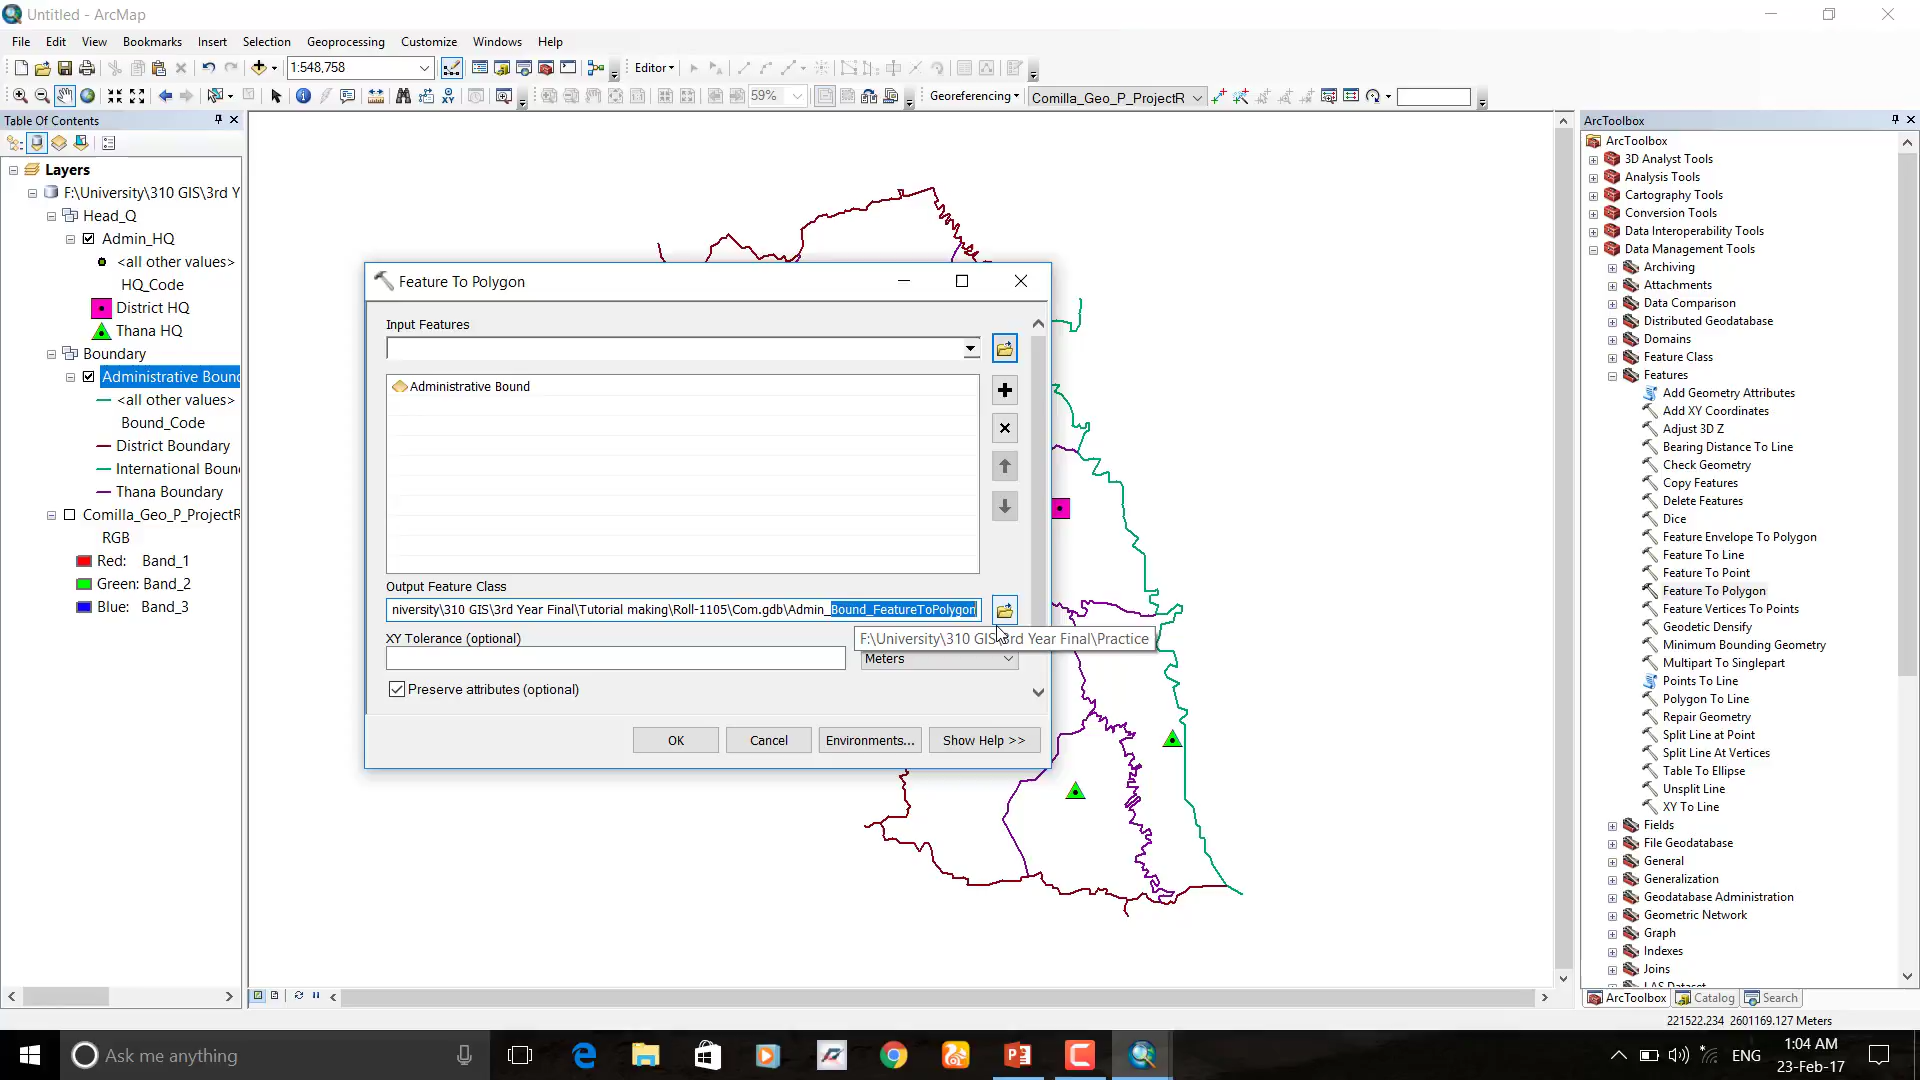 Untitled - ArcMap
File Edit View Bookmarks Insert Selection Geoprocessing Customize Windows Help
1:548,758
Editor
59%
Georeferencing
Comilla_Geo_P_ProjectR
Table Of Contents
Layers
F:\University\310 GIS\3rd Y
Head_Q
Admin_HQ
<all other values>
HQ_Code
District HQ
Thana HQ
Boundary
Administrative Bound
<all other values>
Bound_Code
District Boundary
International Boun
Thana Boundary
Comilla_Geo_P_ProjectR
RGB
Red: Band_1
Green: Band_2
Blue: Band_3
Feature To Polygon
Input Features
Administrative Bound
Output Feature Class
niversity\310 GIS\3rd Year Final\Tutorial making\Roll-1105\Com.gdb\Admin_Bound_FeatureToPolygon
XY Tolerance (optional)
F:\University\310 GIS\3rd Year Final\Practice
Meters
Preserve attributes (optional)
OK
Cancel
Environments...
Show Help >>
ArcToolbox
ArcToolbox
3D Analyst Tools
Analysis Tools
Cartography Tools
Conversion Tools
Data Interoperability Tools
Data Management Tools
Archiving
Attachments
Data Comparison
Distributed Geodatabase
Domains
Feature Class
Features
Add Geometry Attributes
Add XY Coordinates
Adjust 3D Z
Bearing Distance To Line
Check Geometry
Copy Features
Delete Features
Dice
Feature Envelope To Polygon
Feature To Line
Feature To Point
Feature To Polygon
Feature Vertices To Points
Geodetic Densify
Minimum Bounding Geometry
Multipart To Singlepart
Points To Line
Polygon To Line
Repair Geometry
Split Line at Point
Split Line At Vertices
Table To Ellipse
Unsplit Line
XY To Line
Fields
File Geodatabase
General
Generalization
Geodatabase Administration
Geometric Network
Graph
Indexes
Joins
LAS Dataset
ArcToolbox
Catalog
Search
221522.234 2601169.127 Meters
Ask me anything
ENG
1:04 AM
23-Feb-17